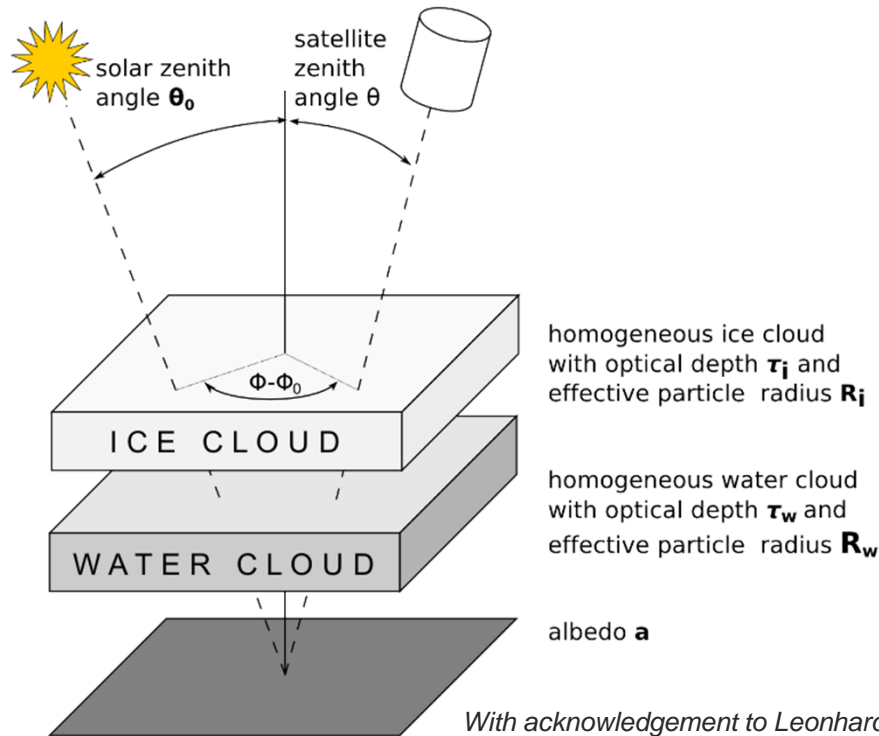 solar zenith
angle θ₀
satellite
zenith
angle θ
Φ-Φ₀
homogeneous ice cloud
with optical depth τi and
effective particle radius Ri
ICE CLOUD
homogeneous water cloud
with optical depth τw and
effective particle radius Rw
WATER CLOUD
albedo a
With acknowledgement to Leonhard